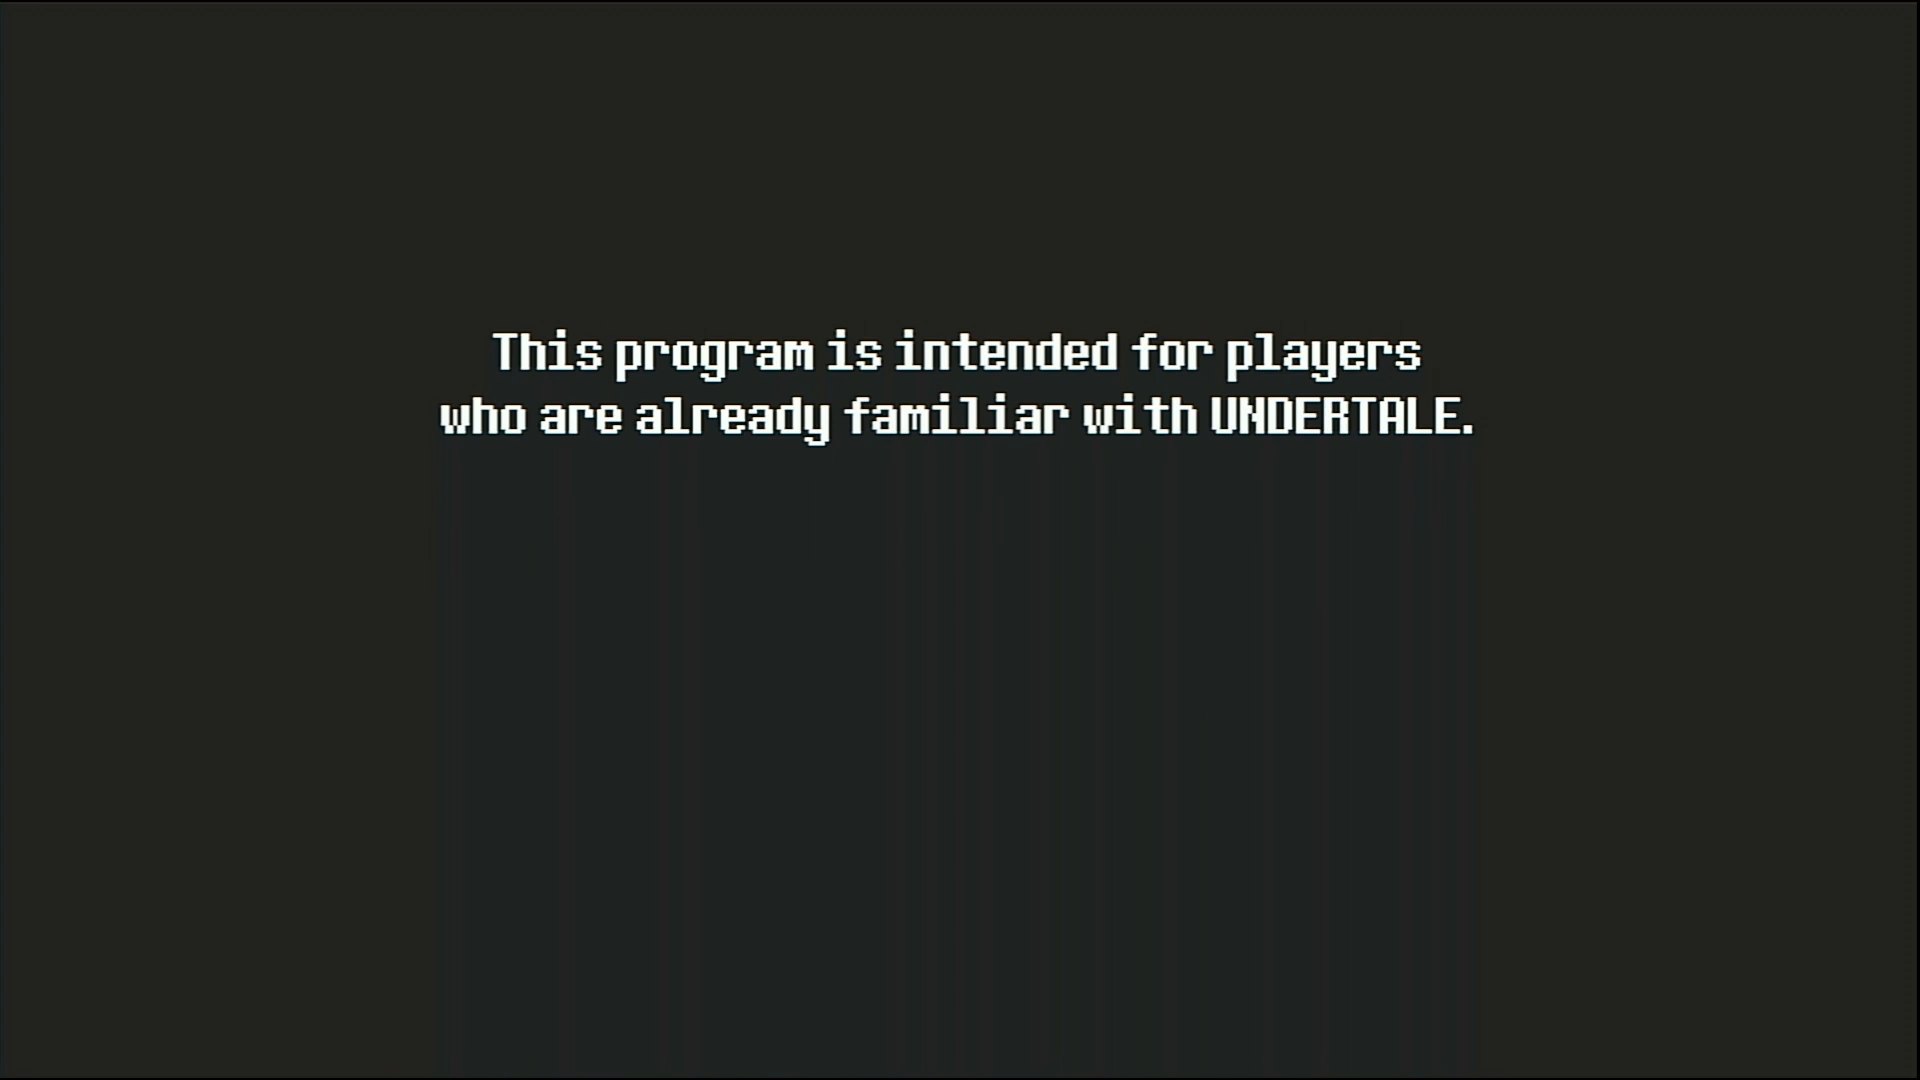 This program is intended for players
who are already familiar with UNDERTALE.